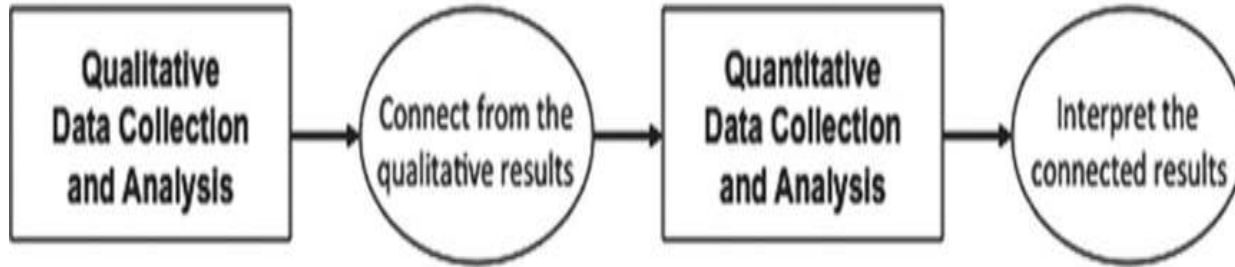 Qualitative
Data Collection
and Analysis
Connect from the
qualitative results
Quantitative
Data Collection
and Analysis
Interpret the
connected results